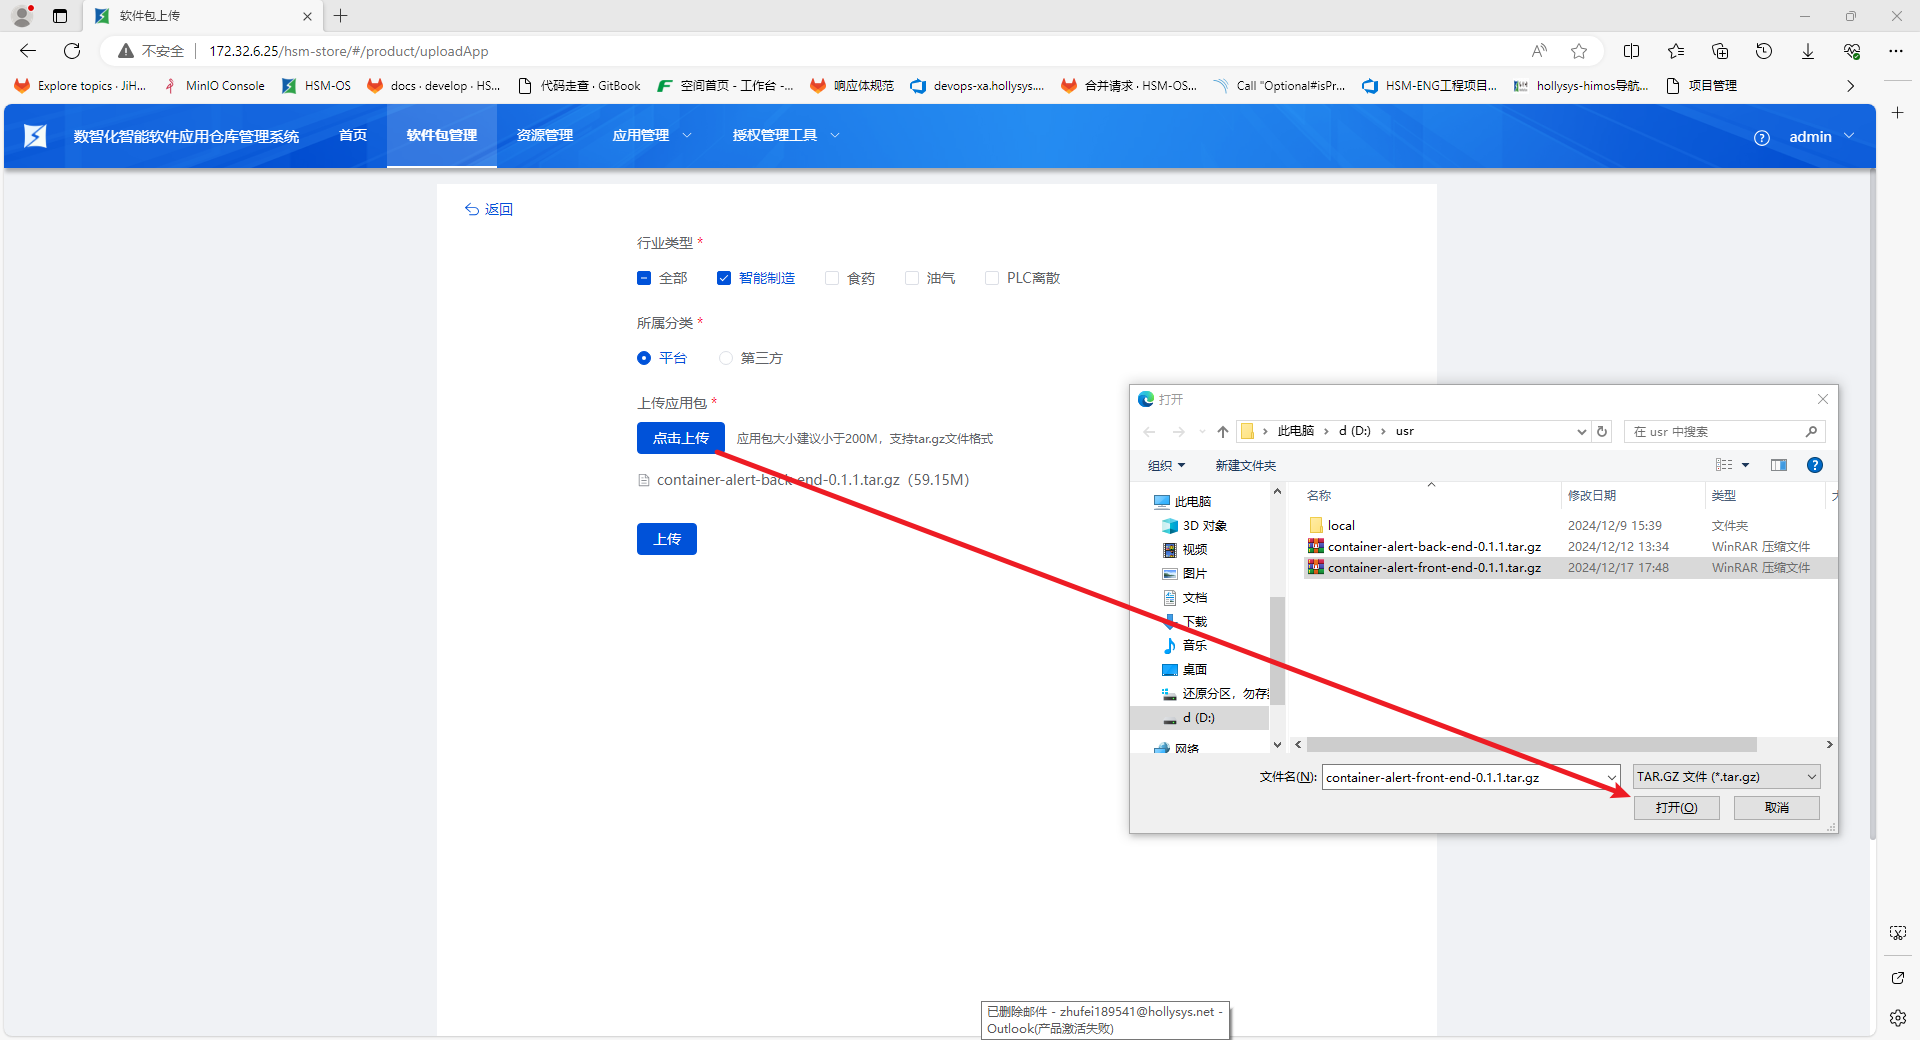 软件包上传
不安全
172.32.6.25/hsm-store/#/product/uploadApp
Explore topics · JiH...
MinIO Console
HSM-OS
docs · develop · HS...
代码走查 · GitBook
空间首页 - 工作台 -...
响应体规范
devops-xa.hollysys....
合并请求 · HSM-OS...
Call "Optional#isPr...
HSM-ENG工程项目...
hollysys-himos导航...
项目管理
数智化智能软件应用仓库管理系统
首页
软件包管理
资源管理
应用管理
授权管理工具
admin
返回
行业类型 *
全部
智能制造
食药
油气
PLC离散
所属分类 *
平台
第三方
上传应用包 *
点击上传
应用包大小建议小于200M，支持tar.gz文件格式
container-alert-back-end-0.1.1.tar.gz  (59.15M)
上传
打开
此电脑 › d (D:) › usr
在 usr 中搜索
组织
新建文件夹
此电脑
3D 对象
视频
图片
文档
下载
音乐
桌面
还原分区，勿存
d (D:)
网络
名称
修改日期
类型
local
2024/12/9 15:39
文件夹
container-alert-back-end-0.1.1.tar.gz
2024/12/12 13:34
WinRAR 压缩文件
container-alert-front-end-0.1.1.tar.gz
2024/12/17 17:48
WinRAR 压缩文件
文件名(N):
container-alert-front-end-0.1.1.tar.gz
TAR.GZ 文件 (*.tar.gz)
打开(O)
取消
已删除邮件 - zhufei189541@hollysys.net -
Outlook(产品激活失败)